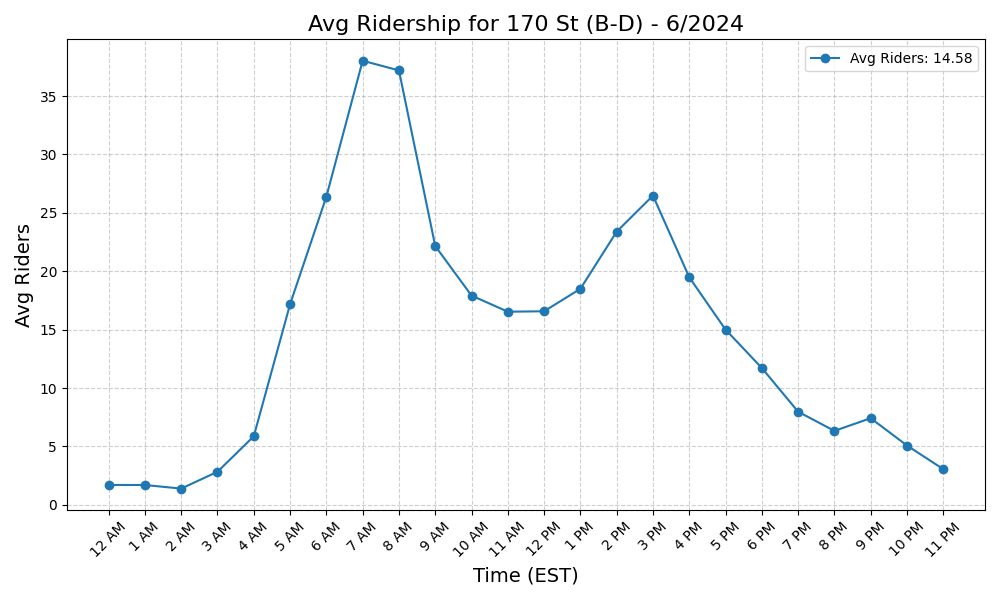 Avg Ridership for 170 St (B-D) - 6/2024
Avg Riders: 14.58
Avg Riders
35
30
25
20
15
10
5
0
12 AM
1 AM
2 AM
3 AM
4 AM
5 AM
6 AM
7 AM
8 AM
9 AM
10 AM
11 AM
12 PM
1 PM
2 PM
3 PM
4 PM
5 PM
6 PM
7 PM
8 PM
9 PM
10 PM
11 PM
Time (EST)